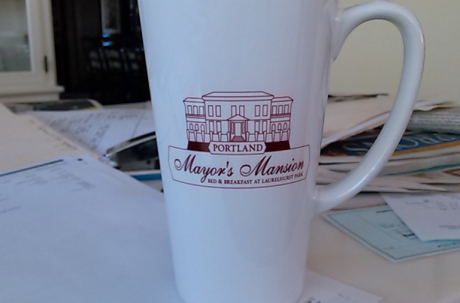 PORTLAND
Mayor's Mansion
BED & BREAKFAST AT LAURELHURST PARK